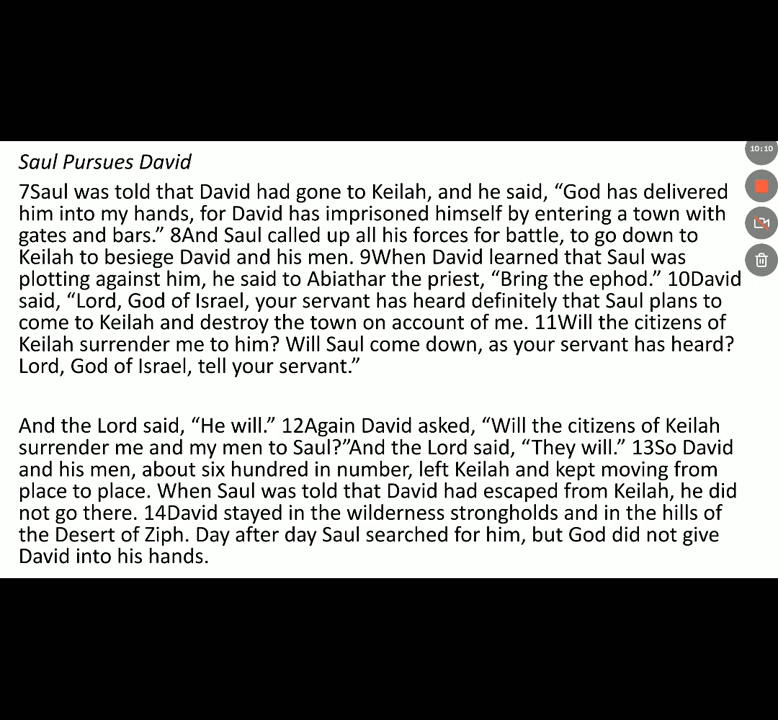 Saul Pursues David
10:10
7Saul was told that David had gone to Keilah, and he said, “God has delivered
him into my hands, for David has imprisoned himself by entering a town with
gates and bars.” 8And Saul called up all his forces for battle, to go down to
Keilah to besiege David and his men. 9When David learned that Saul was
plotting against him, he said to Abiathar the priest, “Bring the ephod.” 10David
said, “Lord, God of Israel, your servant has heard definitely that Saul plans to
come to Keilah and destroy the town on account of me. 11Will the citizens of
Keilah surrender me to him? Will Saul come down, as your servant has heard?
Lord, God of Israel, tell your servant.”
And the Lord said, “He will.” 12Again David asked, “Will the citizens of Keilah
surrender me and my men to Saul?”And the Lord said, “They will.” 13So David
and his men, about six hundred in number, left Keilah and kept moving from
place to place. When Saul was told that David had escaped from Keilah, he did
not go there. 14David stayed in the wilderness strongholds and in the hills of
the Desert of Ziph. Day after day Saul searched for him, but God did not give
David into his hands.